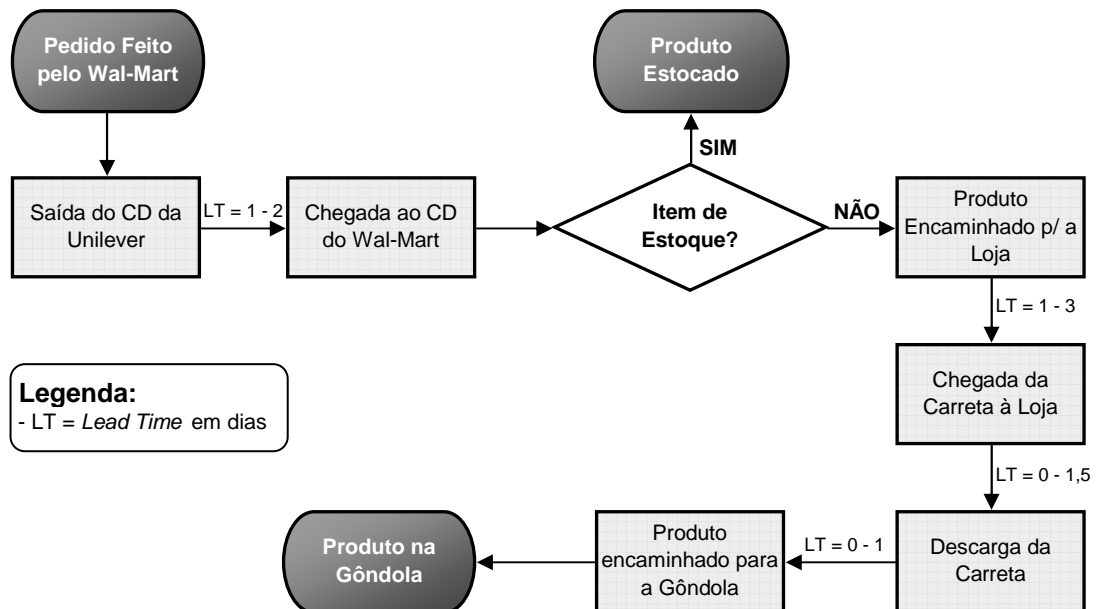 Pedido Feito
pelo Wal-Mart
Produto
Estocado
SIM
Saída do CD da
Unilever
LT = 1 - 2
Chegada ao CD
do Wal-Mart
Item de
Estoque?
NÃO
Produto
Encaminhado p/ a
Loja
LT = 1 - 3
Legenda:
- LT = Lead Time em dias
Chegada da
Carreta à Loja
LT = 0 - 1,5
Descarga da
Carreta
LT = 0 - 1
Produto
encaminhado para
a Gôndola
Produto na
Gôndola